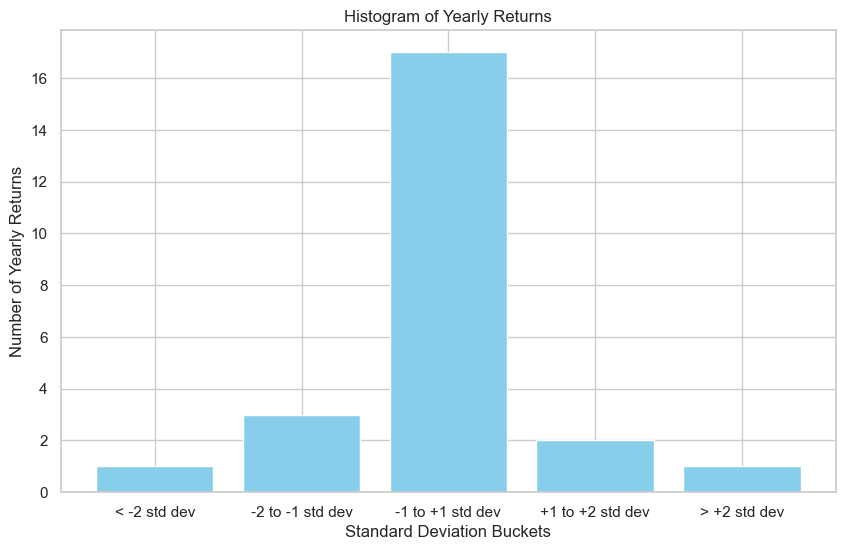 Histogram of Yearly Returns
Number of Yearly Returns
16
14
12
10
8
6
4
2
0
< -2 std dev -2 to -1 std dev -1 to +1 std dev +1 to +2 std dev > +2 std dev
Standard Deviation Buckets